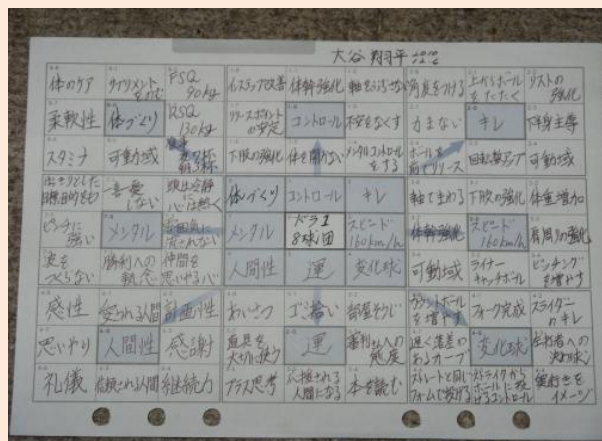 大谷 翔平 2010 12.6
体のケア
サプリメント
をのむ
FSQ
90kg
インステップ改善
体幹強化
軸をぶらさない
角度をつける
上からボール
をたたく
リストの
強化
柔軟性
体づくり
RSQ
130kg
リリースポイント
の安定
コントロール
不安をなくす
力まない
キレ
下半身主導
スタミナ
可動域
食事
夜7杯
朝3杯
下肢の強化
体を開かない
メンタルコントロール
をする
ボールを
前でリリース
回転数アップ
可動域
はっきりとした
目標、目的をもつ
一喜一憂
しない
頭は冷静に
心は熱く
体づくり
コントロール
キレ
軸でまわる
下肢の強化
体重増加
ピンチに
強い
メンタル
雰囲気に
流されない
メンタル
ドラ1
8球団
スピード
160km/h
体幹強化
スピード
160km/h
肩周りの強化
波を
つくらない
勝利への
執念
仲間を
思いやる心
人間性
運
変化球
可動域
ライナー
キャッチボール
ピッチング
を増やす
感性
愛される人間
計画性
あいさつ
ゴミ拾い
部屋そうじ
カウントボール
を増やす
フォーク完成
スライダー
のキレ
思いやり
人間性
感謝
道具を
大切に使う
運
審判さんへの
態度
遅く落差の
あるカーブ
変化球
左打者への
決め球
礼儀
信頼される人間
継続力
プラス思考
応援される
人間になる
本を読む
ストレートと同じ
フォームで投げる
ストライクから
ボールに投
げるコントロール
奥行きを
イメージ